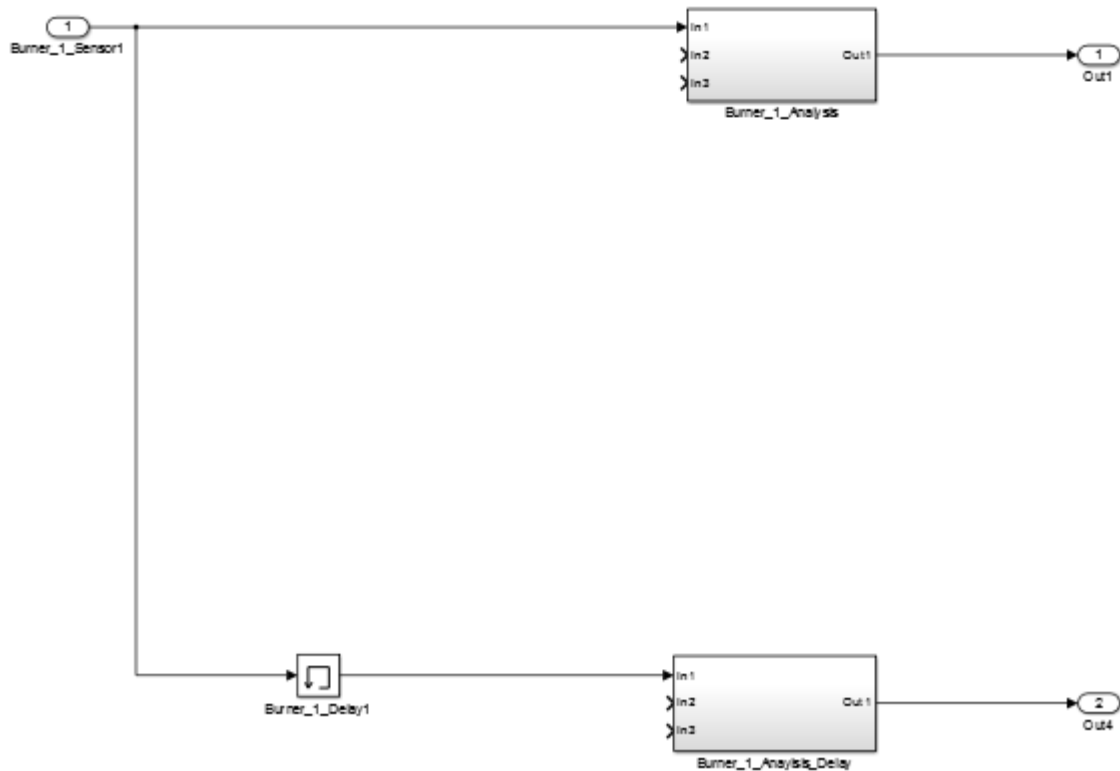 1
Burner_1_Sensor1
In1
In2
In3
Out1
Burner_1_Analysis
1
Out1
Burner_1_Delay1
In1
In2
In3
Out1
Burner_1_Anaylsis_Delay
2
Out4